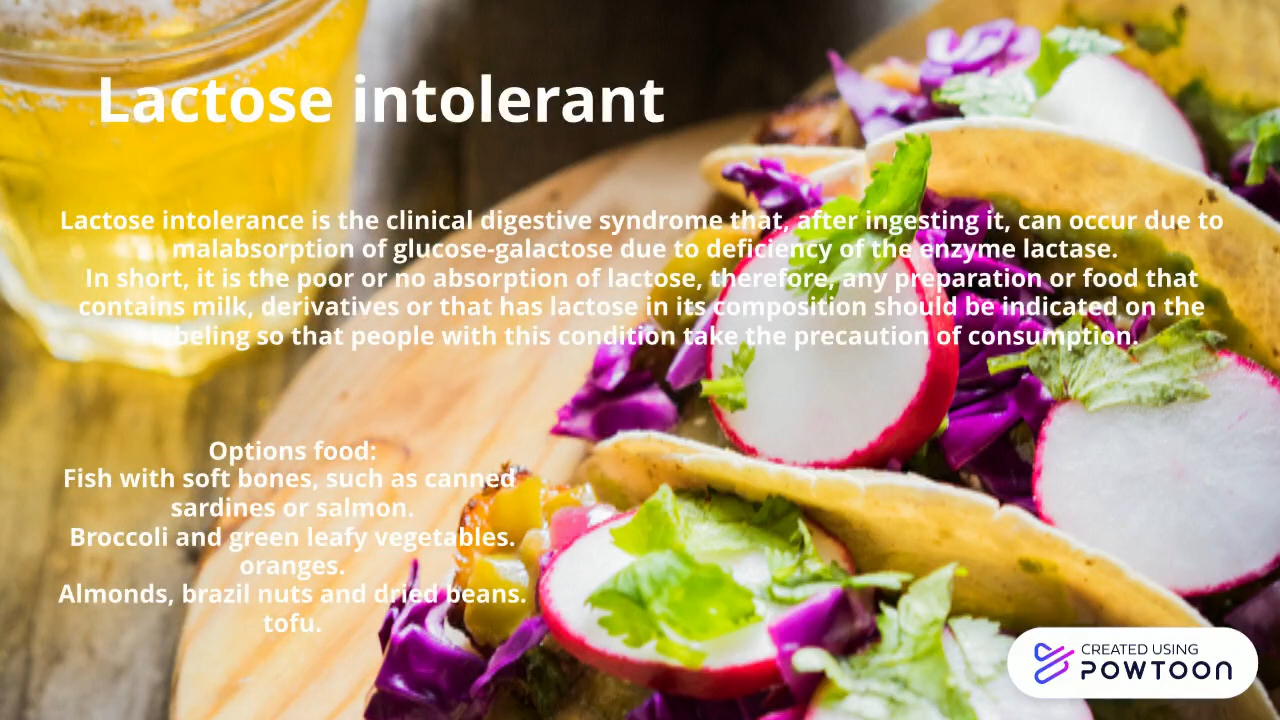 Lactose intolerant
Lactose intolerance is the clinical digestive syndrome that, after ingesting it, can occur due to
malabsorption of glucose-galactose due to deficiency of the enzyme lactase.
In short, it is the poor or no absorption of lactose, therefore, any preparation or food that
contains milk, derivatives or that has lactose in its composition should be indicated on the
labeling so that people with this condition take the precaution of consumption.
Options food:
Fish with soft bones, such as canned
sardines or salmon.
Broccoli and green leafy vegetables.
oranges.
Almonds, brazil nuts and dried beans.
tofu.
CREATED USING
POWTOON